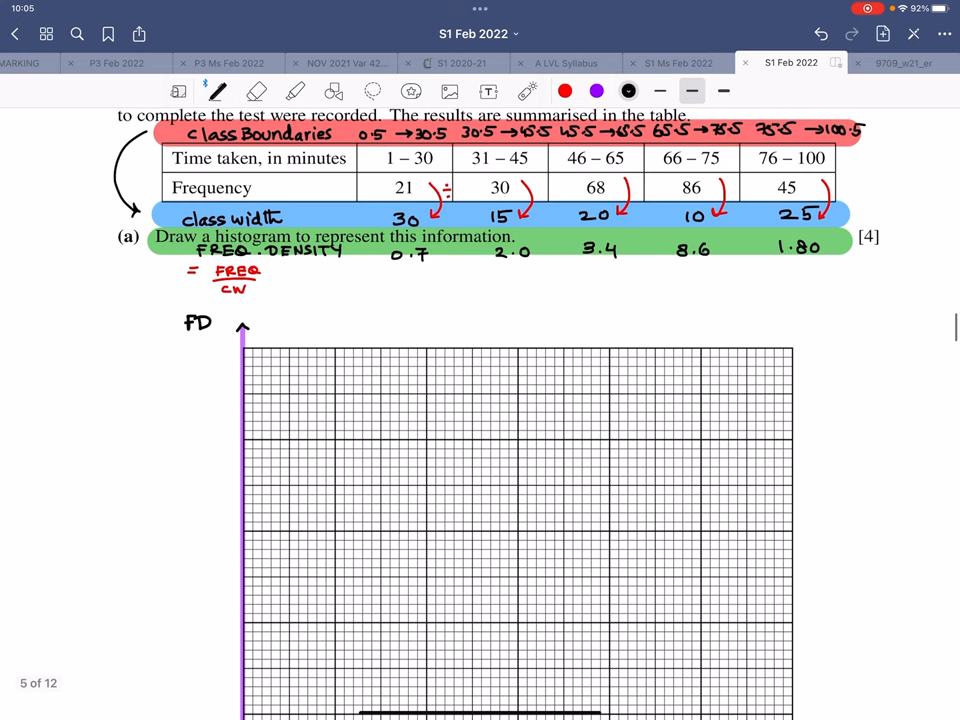 10:05
92%
S1 Feb 2022
MARKING
P3 Feb 2022
P3 Ms Feb 2022
NOV 2021 Var 42...
S1 2020-21
A LVL Syllabus
S1 Ms Feb 2022
S1 Feb 2022
9709_w21_er
to complete the test were recorded. The results are summarised in the table.
Class Boundaries 0.5 →30.5 30.5 →45.5 45.5 →65.5 65.5 →75.5 75.5 →100.5
Time taken, in minutes 1 – 30 31 – 45 46 – 65 66 – 75 76 – 100
Frequency 21 ÷ 30 68 86 45
class width 30 15 20 10 25
(a) Draw a histogram to represent this information. [4]
FREQ. DENSITY 0.7 2.0 3.4 8.6 1.80
= FREQ
CW
FD
5 of 12